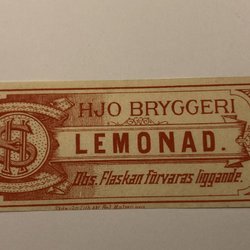 HJO BRYGGERI
LEMONAD.
Obs. Flaskan förvaras liggande.